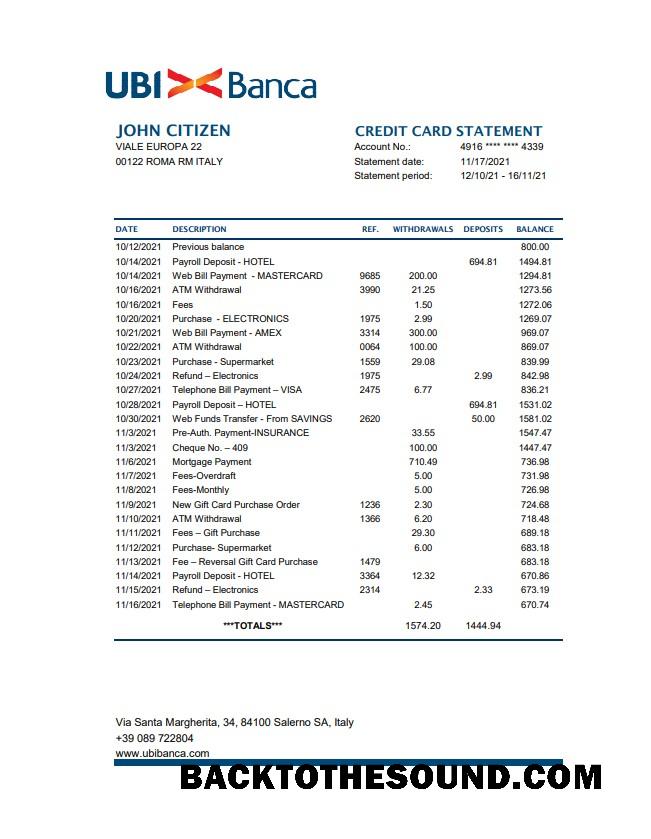 UBI Banca
JOHN CITIZEN
VIALE EUROPA 22
00122 ROMA RM ITALY
CREDIT CARD STATEMENT
Account No.: 4916 **** **** 4339
Statement date: 11/17/2021
Statement period: 12/10/21 - 16/11/21
DATE DESCRIPTION REF. WITHDRAWALS DEPOSITS BALANCE
10/12/2021 Previous balance 800.00
10/14/2021 Payroll Deposit - HOTEL 694.81 1494.81
10/14/2021 Web Bill Payment - MASTERCARD 9685 200.00 1294.81
10/16/2021 ATM Withdrawal 3990 21.25 1273.56
10/16/2021 Fees 1.50 1272.06
10/20/2021 Purchase - ELECTRONICS 1975 2.99 1269.07
10/21/2021 Web Bill Payment - AMEX 3314 300.00 969.07
10/22/2021 ATM Withdrawal 0064 100.00 869.07
10/23/2021 Purchase - Supermarket 1559 29.08 839.99
10/24/2021 Refund – Electronics 1975 2.99 842.98
10/27/2021 Telephone Bill Payment – VISA 2475 6.77 836.21
10/28/2021 Payroll Deposit – HOTEL 694.81 1531.02
10/30/2021 Web Funds Transfer - From SAVINGS 2620 50.00 1581.02
11/3/2021 Pre-Auth. Payment-INSURANCE 33.55 1547.47
11/3/2021 Cheque No. – 409 100.00 1447.47
11/6/2021 Mortgage Payment 710.49 736.98
11/7/2021 Fees-Overdraft 5.00 731.98
11/8/2021 Fees-Monthly 5.00 726.98
11/9/2021 New Gift Card Purchase Order 1236 2.30 724.68
11/10/2021 ATM Withdrawal 1366 6.20 718.48
11/11/2021 Fees – Gift Purchase 29.30 689.18
11/12/2021 Purchase- Supermarket 6.00 683.18
11/13/2021 Fee – Reversal Gift Card Purchase 1479 683.18
11/14/2021 Payroll Deposit - HOTEL 3364 12.32 670.86
11/15/2021 Refund – Electronics 2314 2.33 673.19
11/16/2021 Telephone Bill Payment - MASTERCARD 2.45 670.74
***TOTALS*** 1574.20 1444.94
Via Santa Margherita, 34, 84100 Salerno SA, Italy
+39 089 722804
www.ubibanca.com
BACKTOTHESOUND.COM